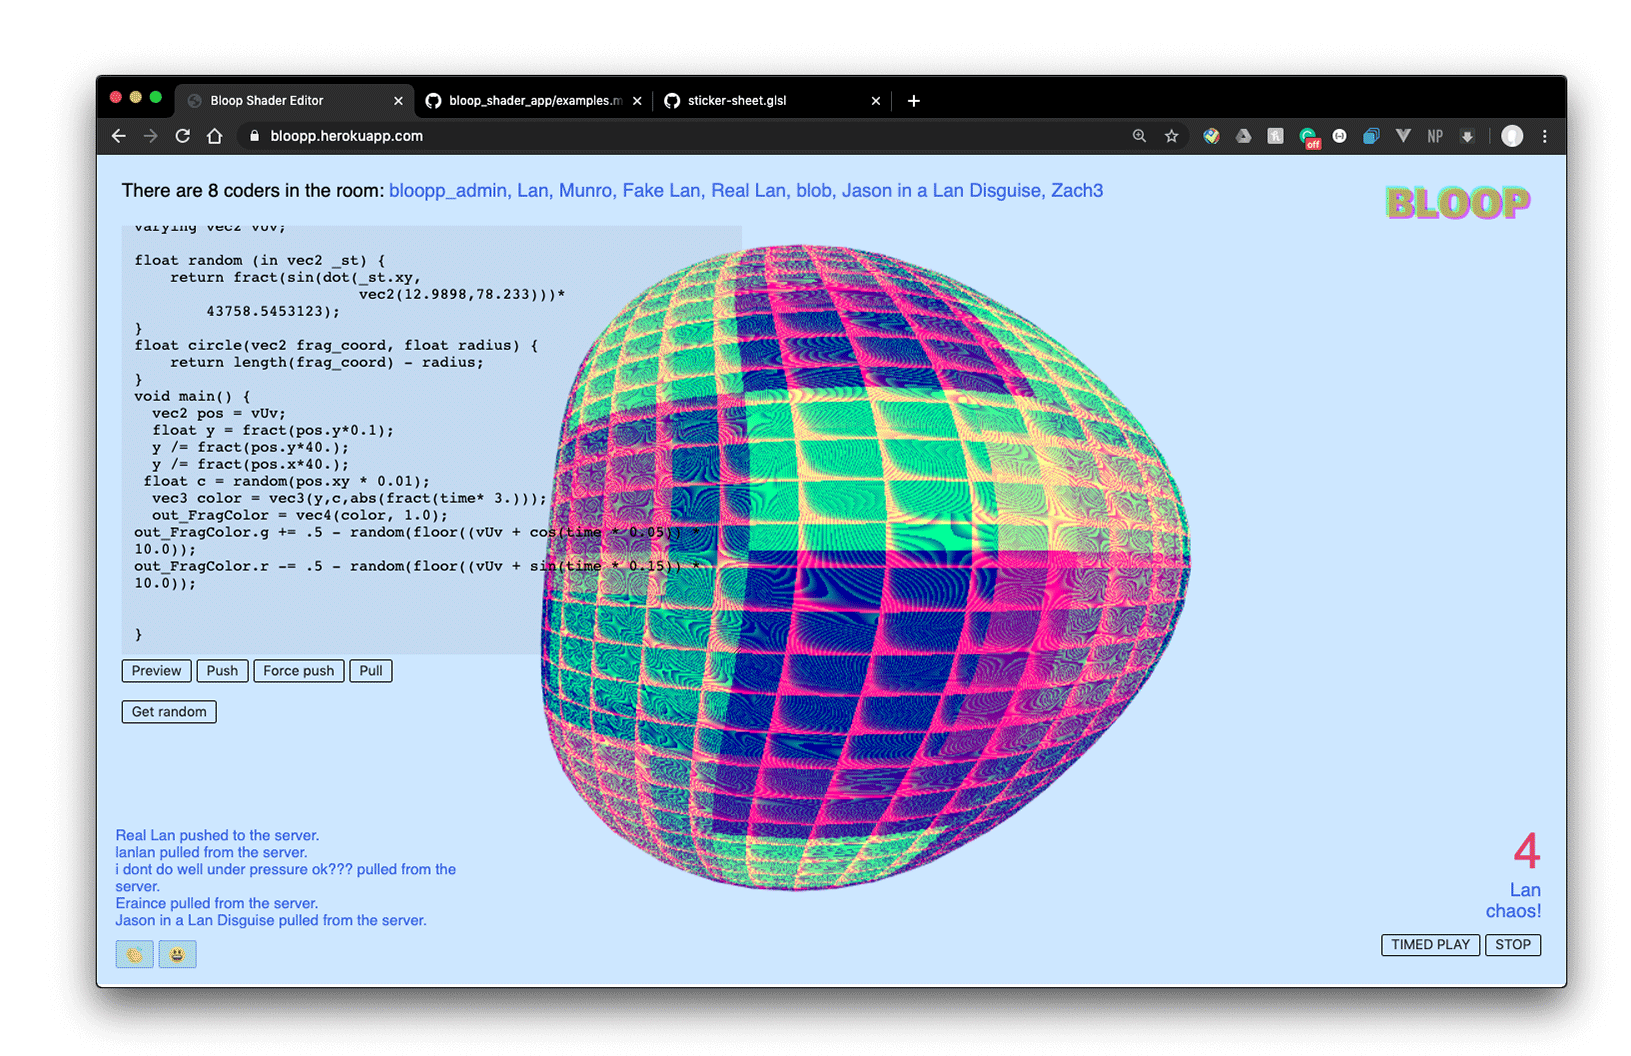 Bloop Shader Editor
bloop_shader_app/examples.m
sticker-sheet.glsl
bloopp.herokuapp.com
off
NP
There are 8 coders in the room: bloopp_admin, Lan, Munro, Fake Lan, Real Lan, blob, Jason in a Lan Disguise, Zach3
BLOOP
varying vec2 vUv;
float random (in vec2 _st) {
return fract(sin(dot(_st.xy,
vec2(12.9898,78.233)))*
43758.5453123);
}
float circle(vec2 frag_coord, float radius) {
return length(frag_coord) - radius;
}
void main() {
vec2 pos = vUv;
float y = fract(pos.y*0.1);
y /= fract(pos.y*40.);
y /= fract(pos.x*40.);
float c = random(pos.xy * 0.01);
vec3 color = vec3(y,c,abs(fract(time* 3.)));
out_FragColor = vec4(color, 1.0);
out_FragColor.g += .5 - random(floor((vUv + cos(time * 0.05)) *
10.0));
out_FragColor.r -= .5 - random(floor((vUv + sin(time * 0.15)) *
10.0));
}
Preview
Push
Force push
Pull
Get random
Real Lan pushed to the server.
lanlan pulled from the server.
i dont do well under pressure ok??? pulled from the
server.
Eraince pulled from the server.
Jason in a Lan Disguise pulled from the server.
4
Lan
chaos!
TIMED PLAY
STOP